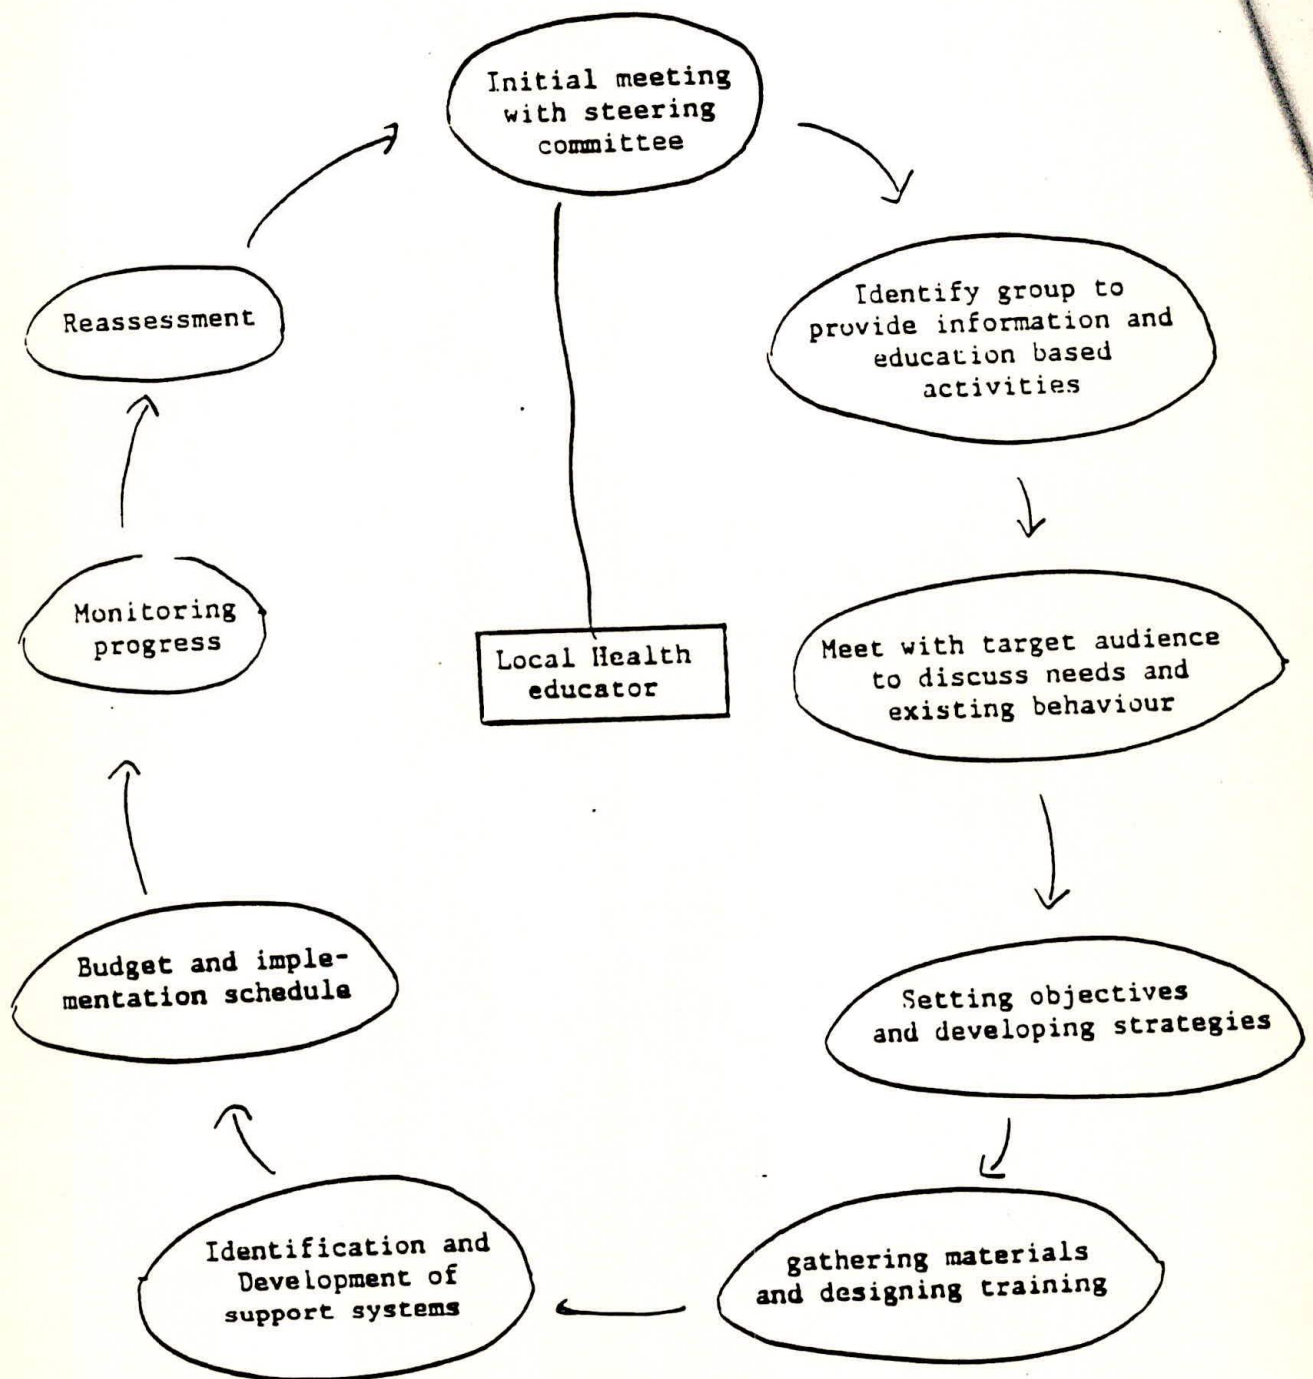 Initial meeting
with steering
committee
Identify group to
provide information and
education based
activities
Meet with target audience
to discuss needs and
existing behaviour
Setting objectives
and developing strategies
gathering materials
and designing training
Identification and
Development of
support systems
Budget and imple-
mentation schedule
Monitoring
progress
Reassessment
Local Health
educator